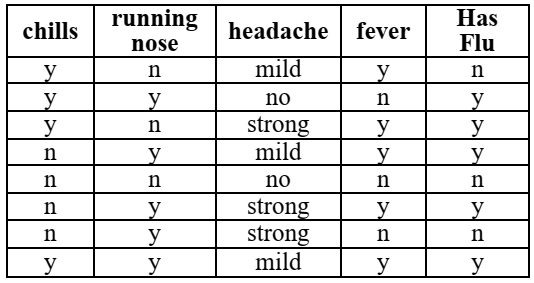 chills running nose headache fever Has Flu
y n mild y n
y y no n y
y n strong y y
n y mild y y
n n no n n
n y strong y y
n y strong n n
y y mild y y